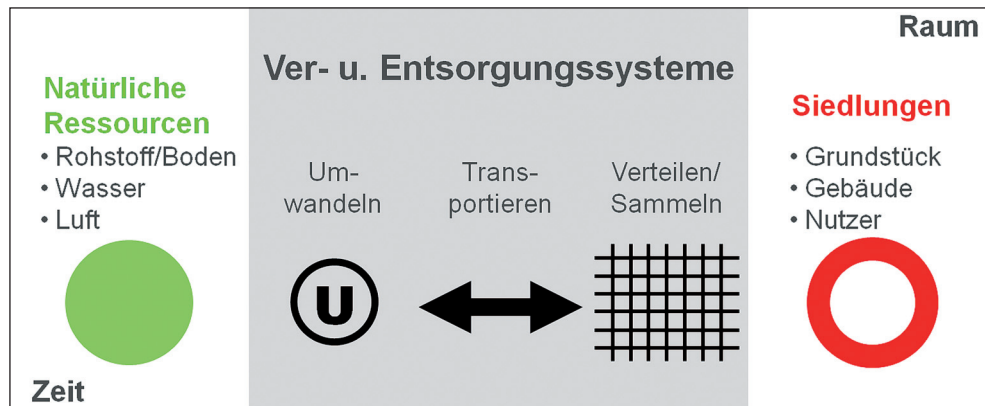 Raum
Ver- u. Entsorgungssysteme
Natürliche
Ressourcen
• Rohstoff/Boden
• Wasser
• Luft
Um-
wandeln
Trans-
portieren
Verteilen/
Sammeln
Siedlungen
• Grundstück
• Gebäude
• Nutzer
U
Zeit